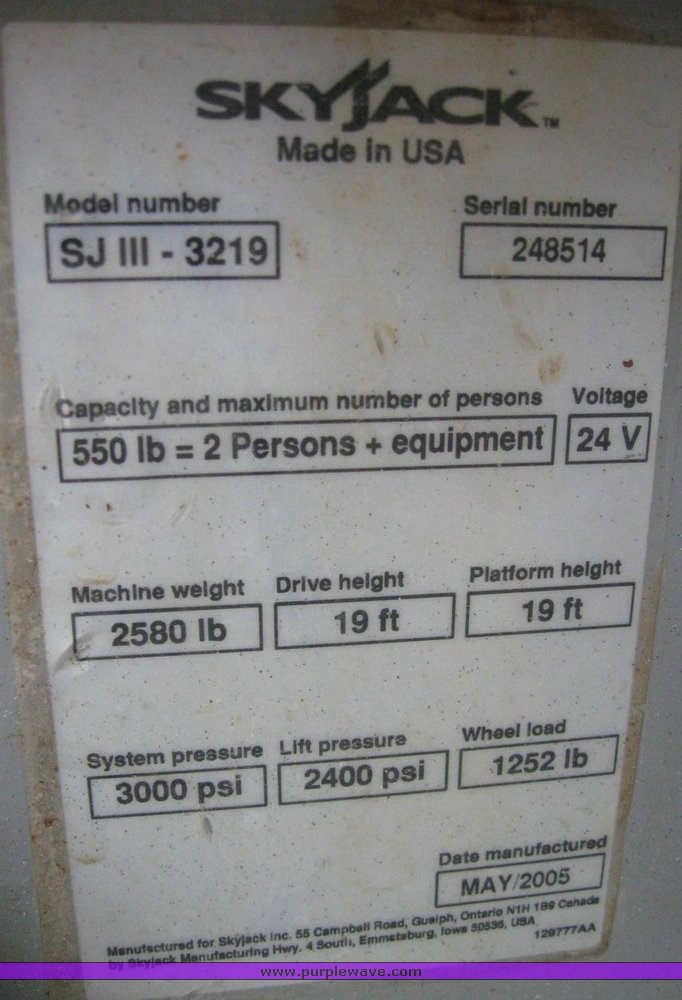 SKYJACK™
Made in USA
Model number
Serial number
SJ III - 3219
248514
Capacity and maximum number of persons
Voltage
550 lb = 2 Persons + equipment
24 V
Machine weight
Drive height
Platform height
2580 lb
19 ft
19 ft
System pressure
Lift pressure
Wheel load
3000 psi
2400 psi
1252 lb
Date manufactured
MAY/2005
Manufactured for Skyjack Inc. 55 Campbell Road, Guelph, Ontario N1H 1B9 Canada
by Skyjack Manufacturing Hwy. 4 South, Emmetsburg, Iowa 50536, USA
129777AA
www.purplewave.com